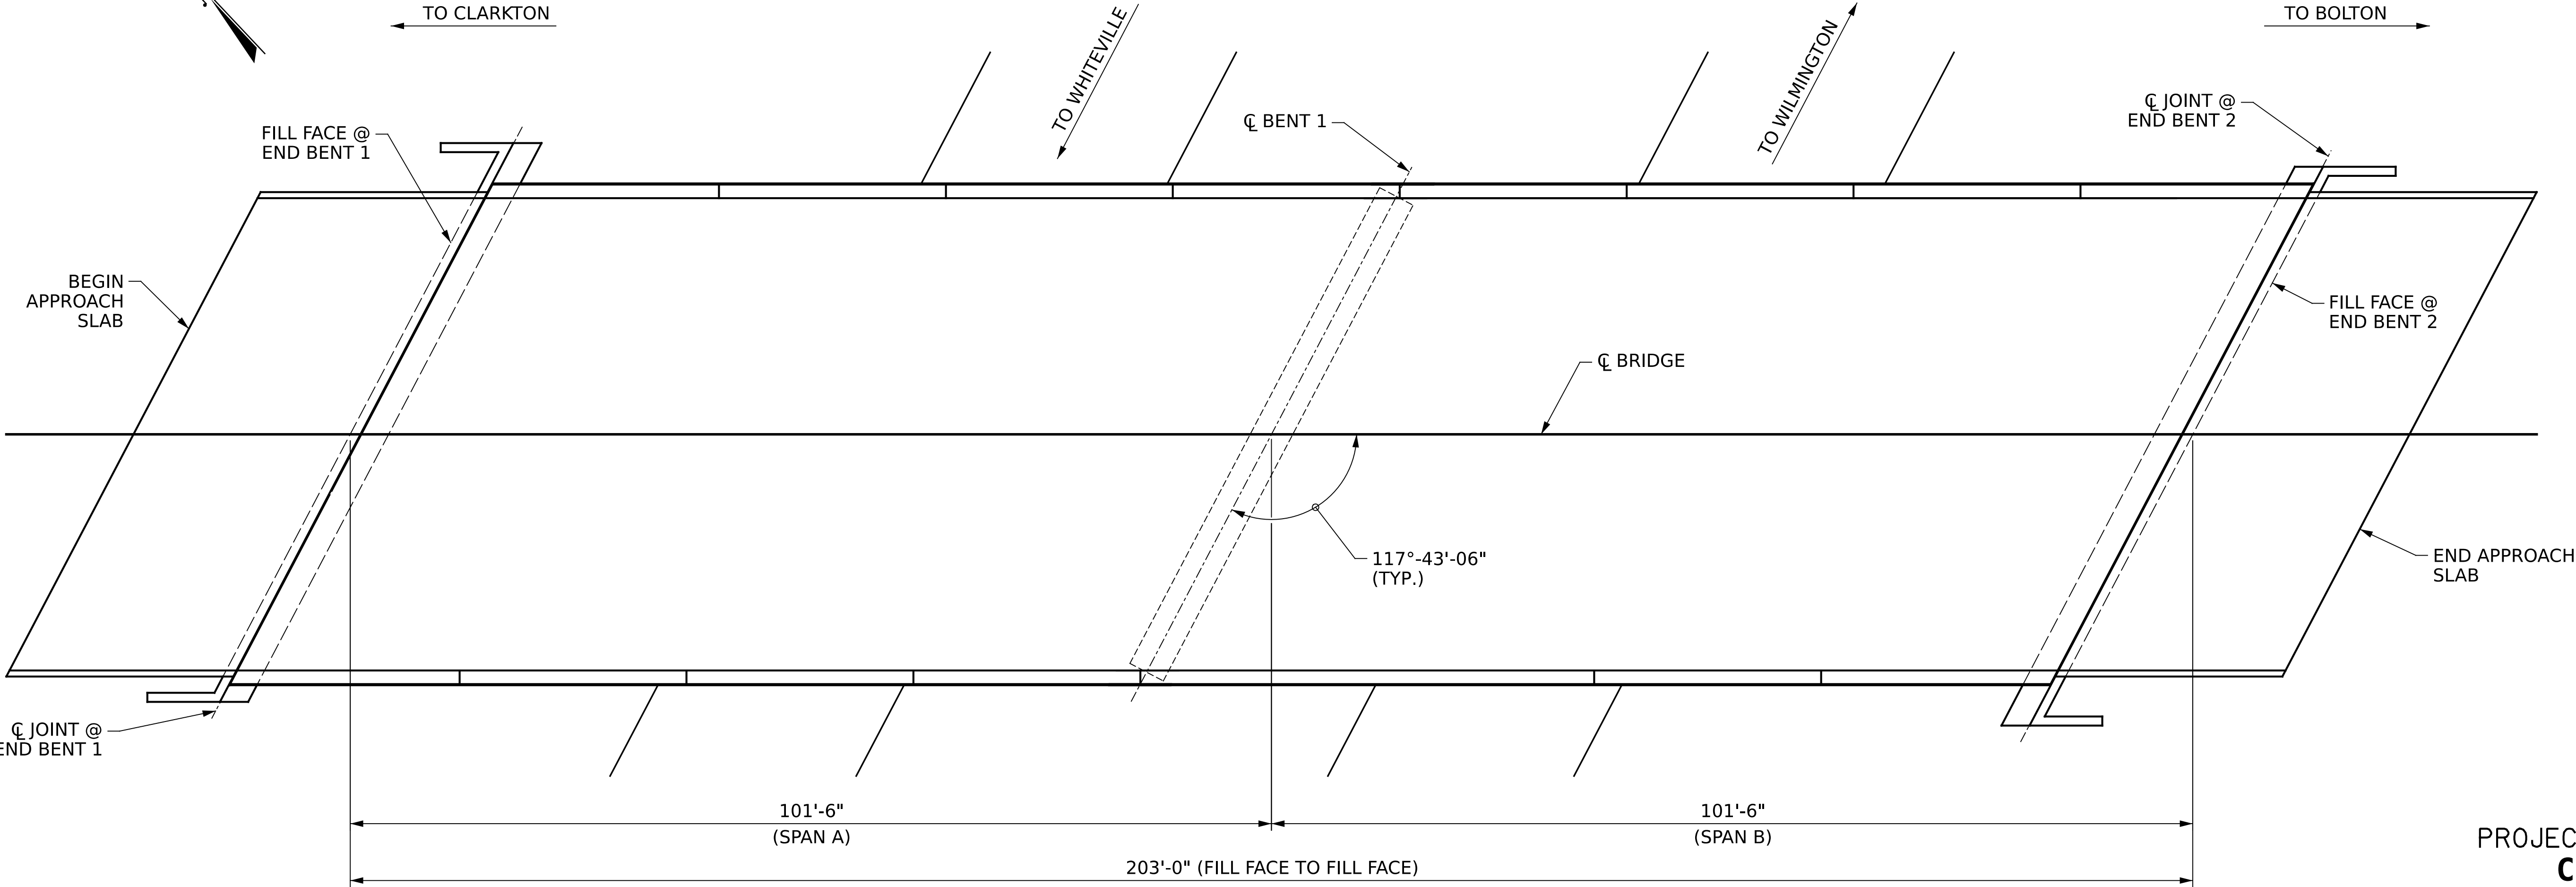 TO CLARKTON
TO WHITEVILLE
TO WILMINGTON
TO BOLTON
FILL FACE @
END BENT 1
℄ BENT 1
℄ JOINT @
END BENT 2
BEGIN
APPROACH
SLAB
FILL FACE @
END BENT 2
℄ BRIDGE
117°-43'-06"
(TYP.)
END APPROACH
SLAB
℄ JOINT @
END BENT 1
101'-6"
(SPAN A)
101'-6"
(SPAN B)
203'-0" (FILL FACE TO FILL FACE)
PROJEC
C